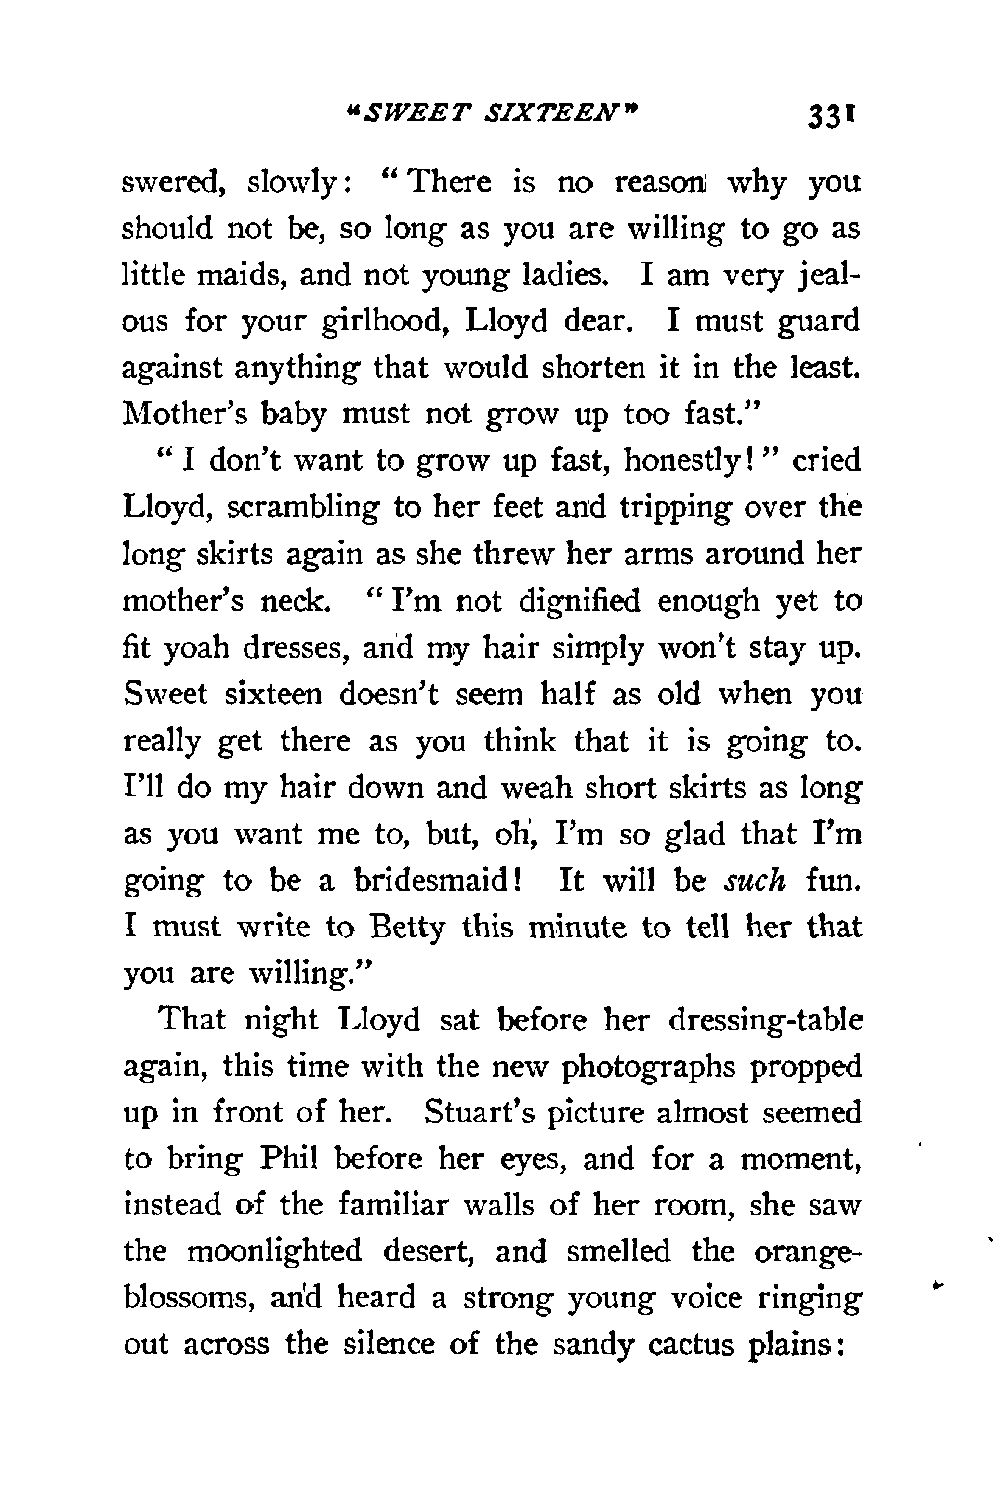 "SWEET SIXTEEN" 331
swered, slowly: "There is no reason why you
should not be, so long as you are willing to go as
little maids, and not young ladies. I am very jeal-
ous for your girlhood, Lloyd dear. I must guard
against anything that would shorten it in the least.
Mother's baby must not grow up too fast."
"I don't want to grow up fast, honestly!" cried
Lloyd, scrambling to her feet and tripping over the
long skirts again as she threw her arms around her
mother's neck. "I'm not dignified enough yet to
fit yoah dresses, and my hair simply won't stay up.
Sweet sixteen doesn't seem half as old when you
really get there as you think that it is going to.
I'll do my hair down and weah short skirts as long
as you want me to, but, oh, I'm so glad that I'm
going to be a bridesmaid! It will be such fun.
I must write to Betty this minute to tell her that
you are willing."
That night Lloyd sat before her dressing-table
again, this time with the new photographs propped
up in front of her. Stuart's picture almost seemed
to bring Phil before her eyes, and for a moment,
instead of the familiar walls of her room, she saw
the moonlighted desert, and smelled the orange-
blossoms, and heard a strong young voice ringing
out across the silence of the sandy cactus plains: